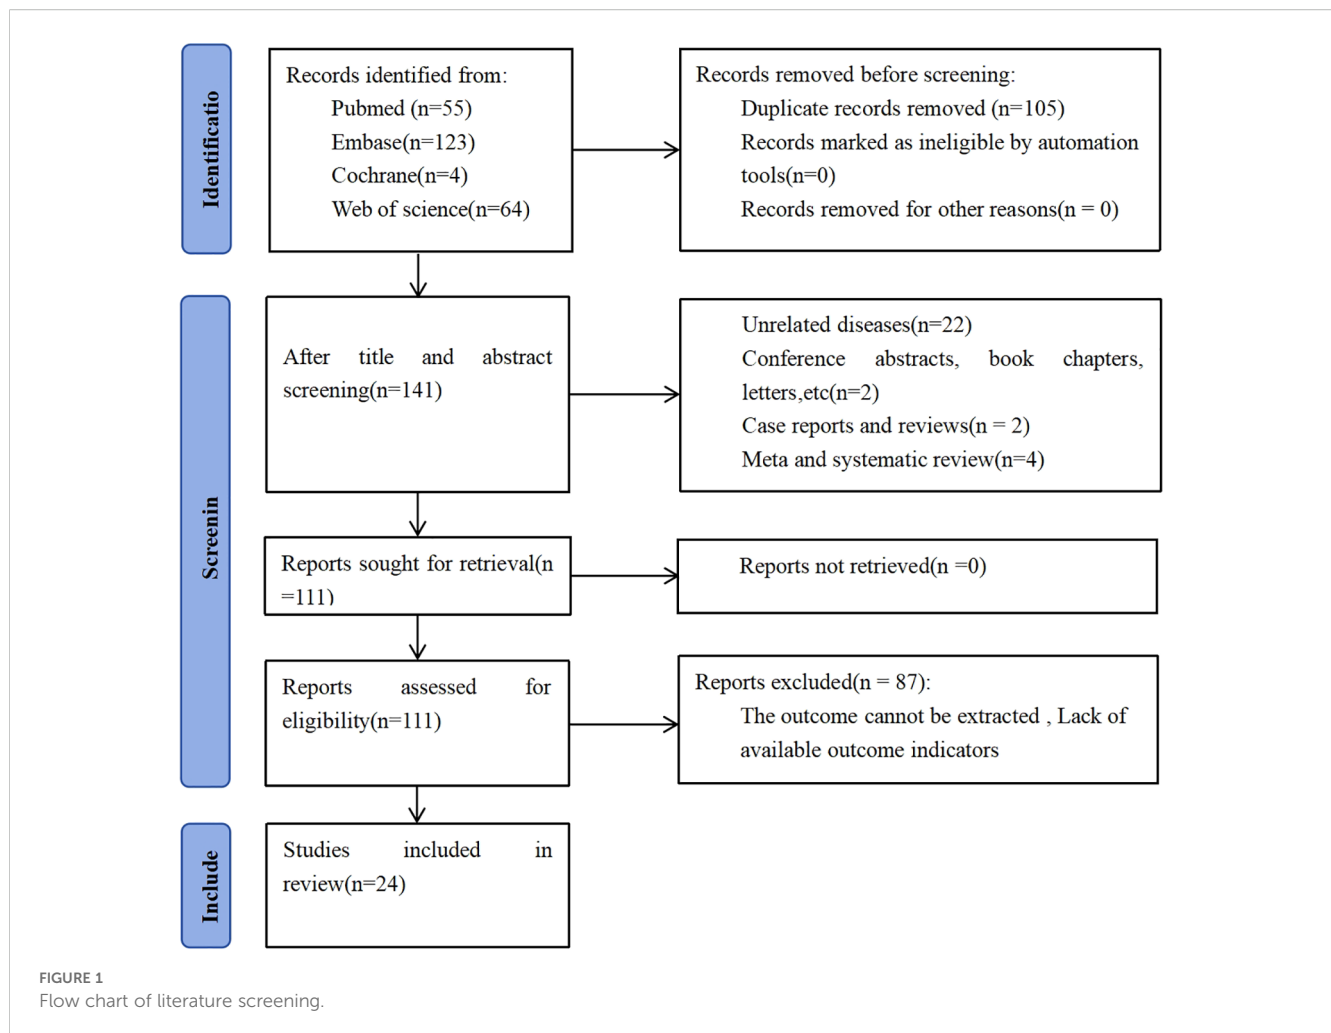 Identificatio
Records identified from:
Pubmed (n=55)
Embase(n=123)
Cochrane(n=4)
Web of science(n=64)
Records removed before screening:
Duplicate records removed (n=105)
Records marked as ineligible by automation
tools(n=0)
Records removed for other reasons(n = 0)
Screenin
After title and abstract
screening(n=141)
Unrelated diseases(n=22)
Conference abstracts, book chapters,
letters,etc(n=2)
Case reports and reviews(n = 2)
Meta and systematic review(n=4)
Reports sought for retrieval(n
=111)
Reports not retrieved(n =0)
Reports assessed for
eligibility(n=111)
Reports excluded(n = 87):
The outcome cannot be extracted , Lack of
available outcome indicators
Include
Studies included in
review(n=24)
FIGURE 1
Flow chart of literature screening.